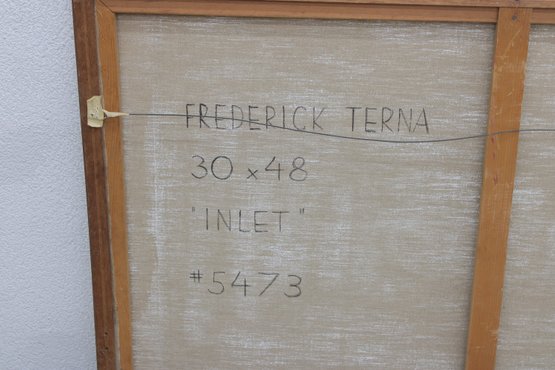 FREDERICK TERNA
30 x 48
"INLET"
#5473